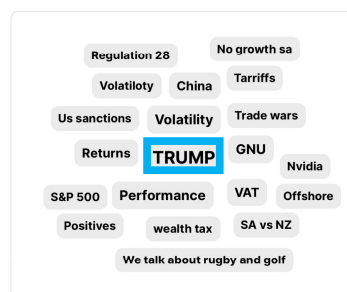 Regulation 28
No growth sa
Volatiloty
China
Tarriffs
Us sanctions
Volatility
Trade wars
Returns
TRUMP
GNU
Nvidia
S&P 500
Performance
VAT
Offshore
Positives
wealth tax
SA vs NZ
We talk about rugby and golf